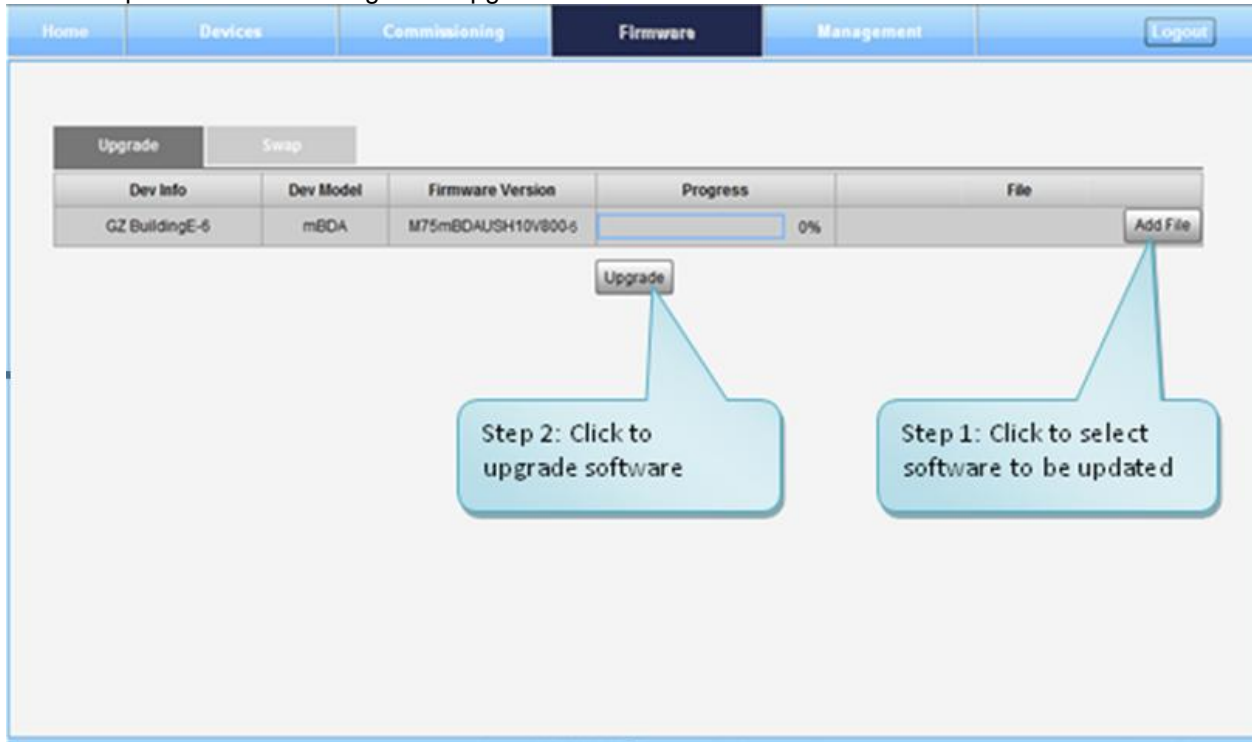 Home Devices Commissioning Firmware Management Logout
Upgrade Swap
Dev Info Dev Model Firmware Version Progress File
GZ BuildingE-6 mBDA M75mBDAUSH10V800-6 0% Add File
Upgrade
Step 2: Click to
upgrade software
Step 1: Click to select
software to be updated